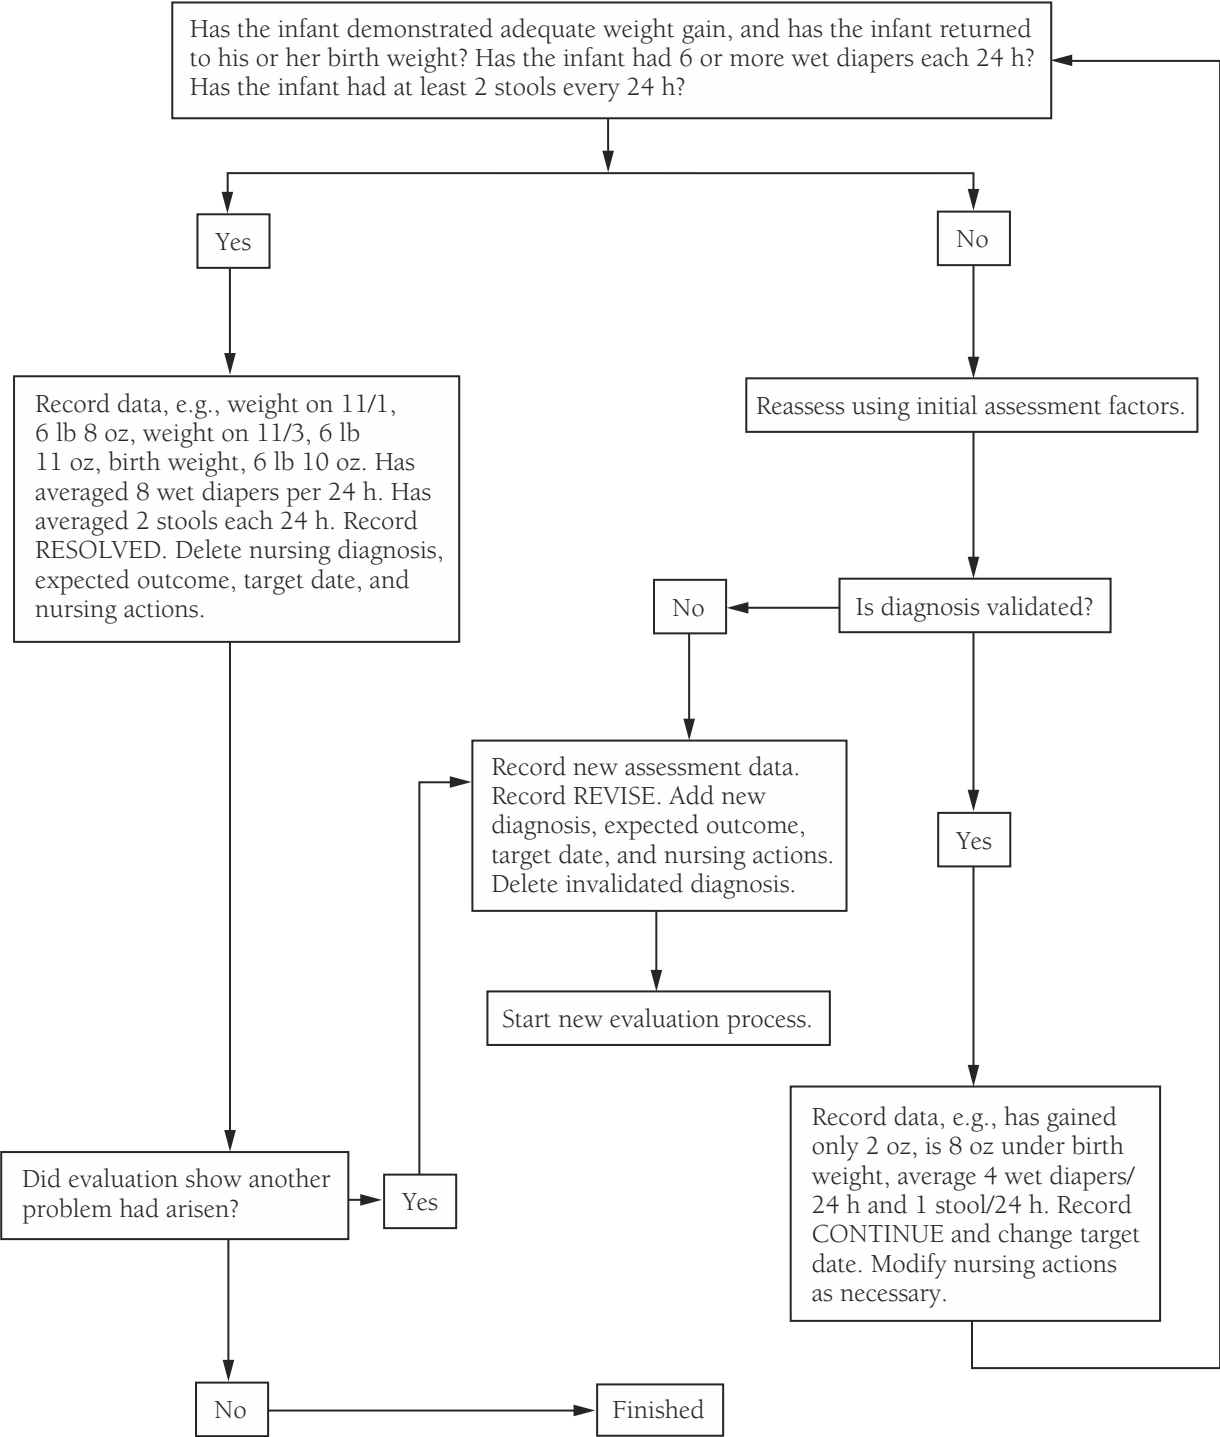 Has the infant demonstrated adequate weight gain, and has the infant returned
to his or her birth weight? Has the infant had 6 or more wet diapers each 24 h?
Has the infant had at least 2 stools every 24 h?
Yes
No
Record data, e.g., weight on 11/1,
6 lb 8 oz, weight on 11/3, 6 lb
11 oz, birth weight, 6 lb 10 oz. Has
averaged 8 wet diapers per 24 h. Has
averaged 2 stools each 24 h. Record
RESOLVED. Delete nursing diagnosis,
expected outcome, target date, and
nursing actions.
Reassess using initial assessment factors.
No
Is diagnosis validated?
Record new assessment data.
Record REVISE. Add new
diagnosis, expected outcome,
target date, and nursing actions.
Delete invalidated diagnosis.
Yes
Start new evaluation process.
Record data, e.g., has gained
only 2 oz, is 8 oz under birth
weight, average 4 wet diapers/
24 h and 1 stool/24 h. Record
CONTINUE and change target
date. Modify nursing actions
as necessary.
Did evaluation show another
problem had arisen?
Yes
No
Finished